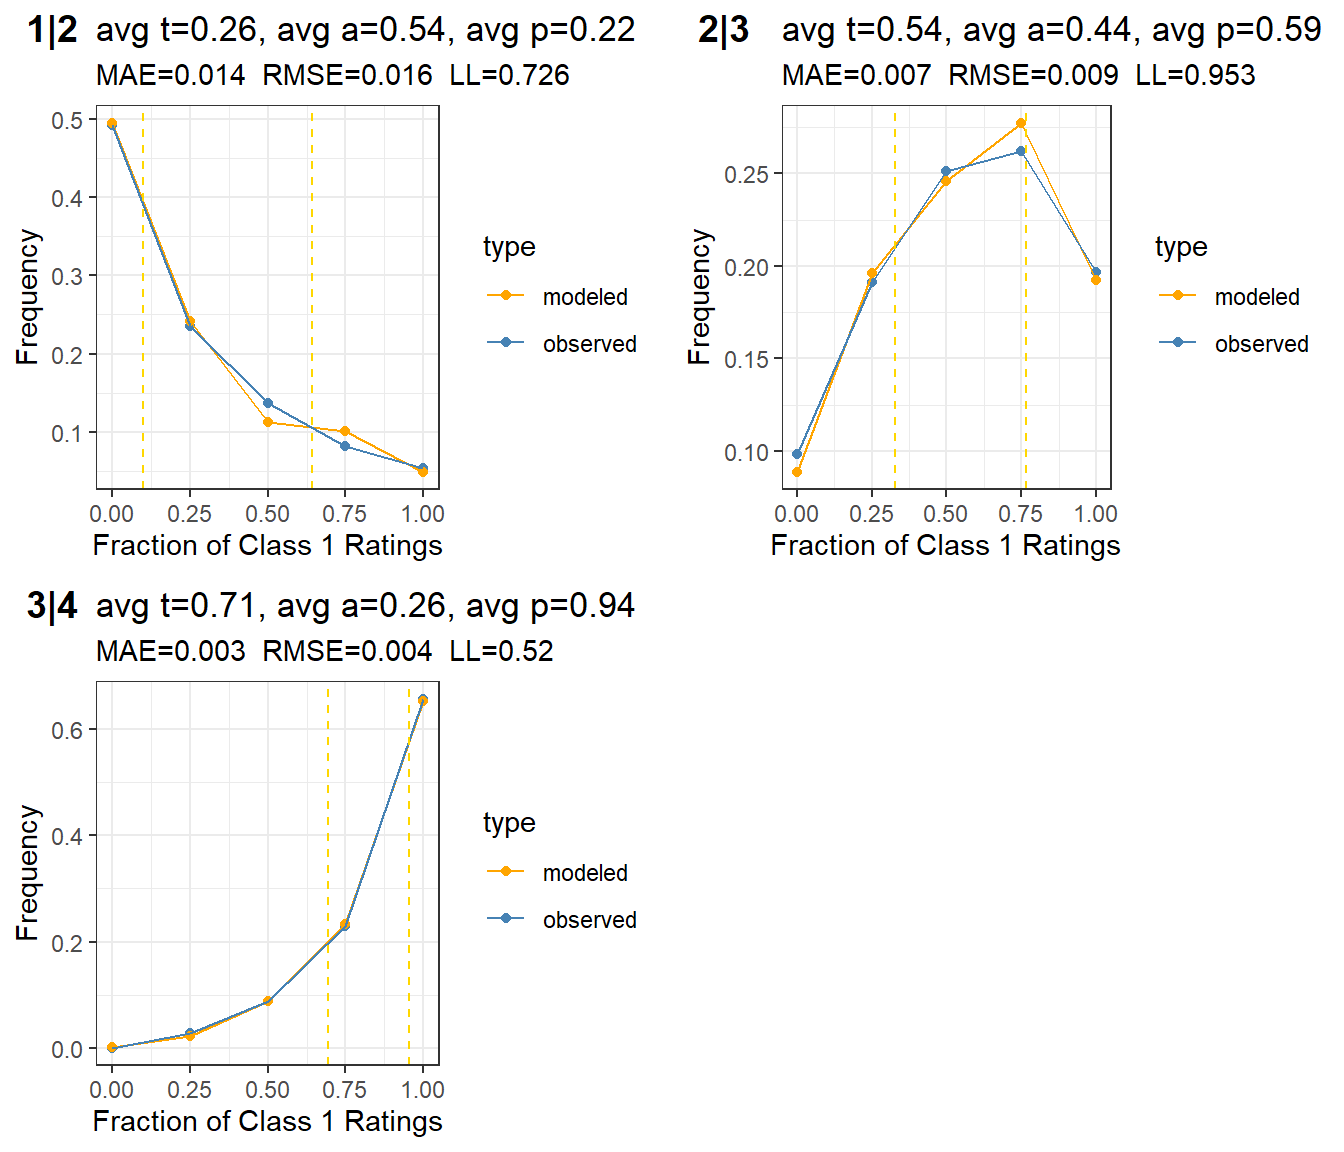 1|2 avg t=0.26, avg a=0.54, avg p=0.22
MAE=0.014 RMSE=0.016 LL=0.726
0.5
0.4
0.3
0.2
0.1
Frequency
0.00 0.25 0.50 0.75 1.00
Fraction of Class 1 Ratings
type
modeled
observed
2|3 avg t=0.54, avg a=0.44, avg p=0.59
MAE=0.007 RMSE=0.009 LL=0.953
0.25
0.20
0.15
0.10
Frequency
0.00 0.25 0.50 0.75 1.00
Fraction of Class 1 Ratings
type
modeled
observed
3|4 avg t=0.71, avg a=0.26, avg p=0.94
MAE=0.003 RMSE=0.004 LL=0.52
0.6
0.4
0.2
0.0
Frequency
0.00 0.25 0.50 0.75 1.00
Fraction of Class 1 Ratings
type
modeled
observed